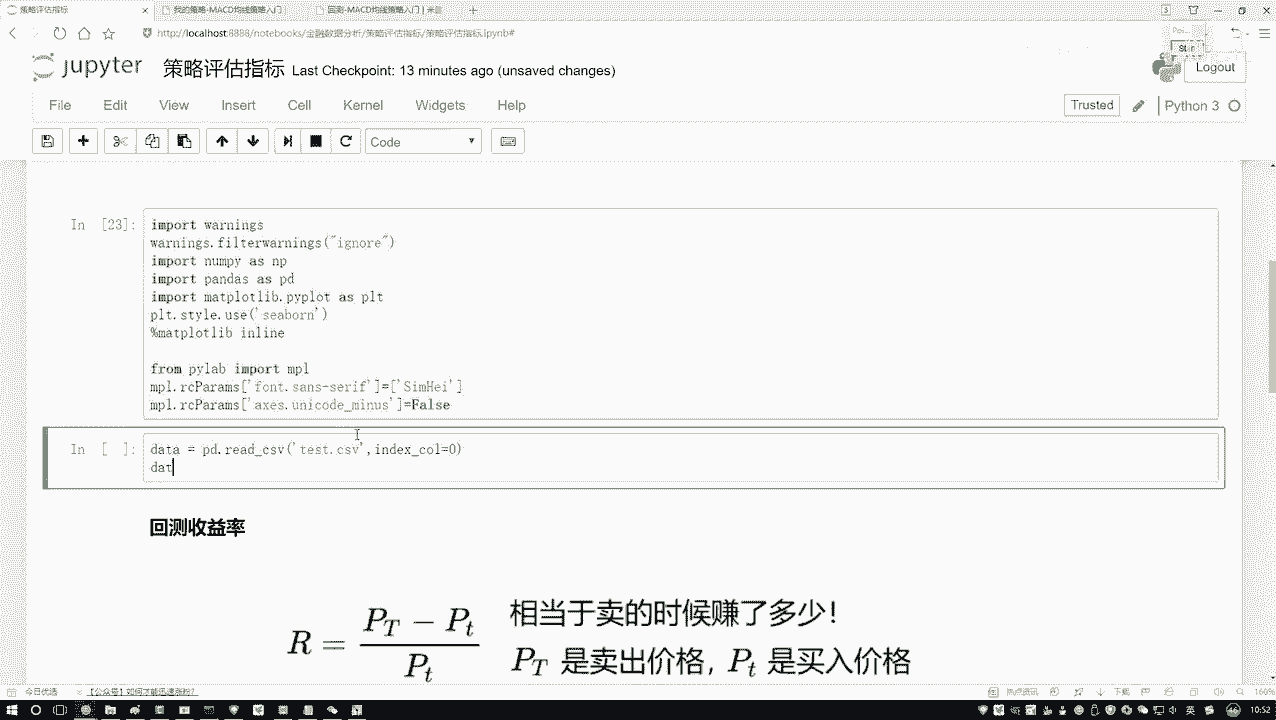 策略评估指标
我的策略-MACD均线策略入门
回测-MACD均线策略入门 | 米筐
http://localhost:8888/notebooks/金融数据分析/策略评估指标/策略评估指标.ipynb#
jupyter 策略评估指标 Last Checkpoint: 13 minutes ago (unsaved changes)
Logout
File Edit View Insert Cell Kernel Widgets Help
Trusted Python 3
Code
In [23]:
import warnings
warnings.filterwarnings("ignore")
import numpy as np
import pandas as pd
import matplotlib.pyplot as plt
plt.style.use('seaborn')
%matplotlib inline
from pylab import mpl
mpl.rcParams['font.sans-serif']=['SimHei']
mpl.rcParams['axes.unicode_minus']=False
In [ ]:
data = pd.read_csv('test.csv',index_col=0)
dat
回测收益率
R = (P_T − P_t) / P_t
相当于卖的时候赚了多少!
P_T 是卖出价格, P_t 是买入价格
今日优选
【公众号】如何才能迅速涨粉?
热点资讯
下载
160%
英
10:52